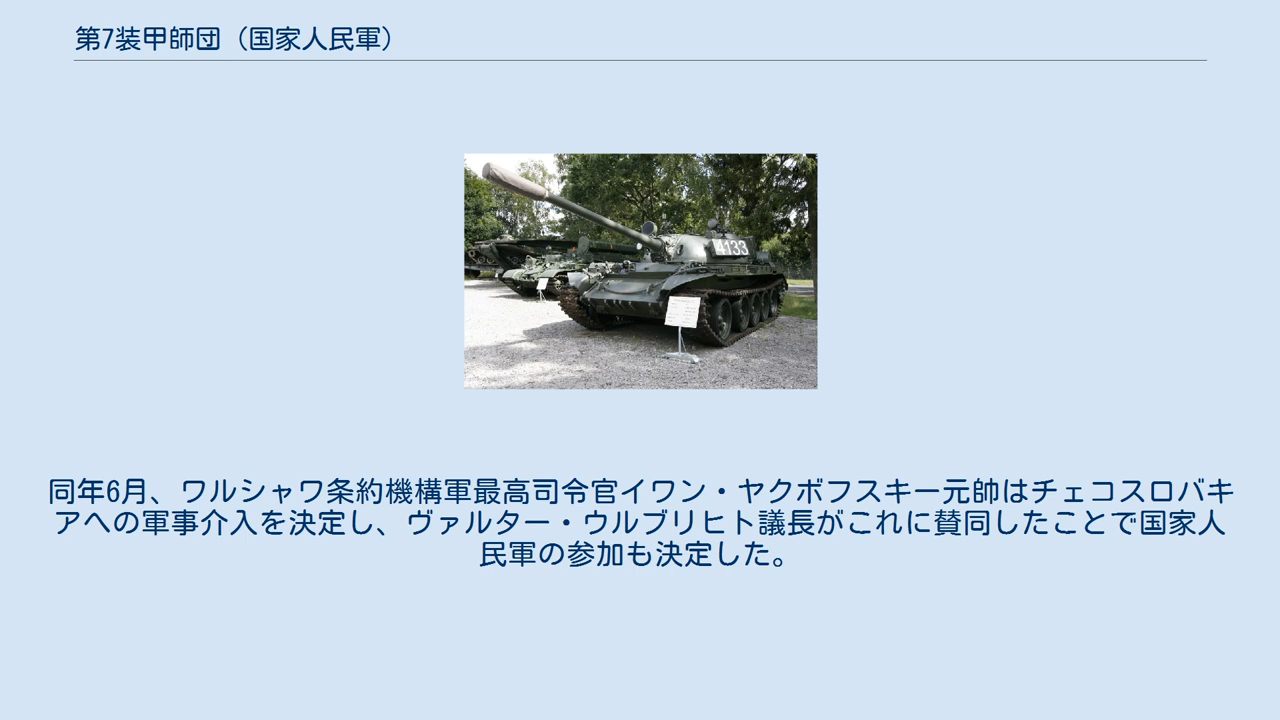 第7装甲師団（国家人民軍）
4133
同年6月、ワルシャワ条約機構軍最高司令官イワン・ヤクボフスキー元帥はチェコスロバキ
アへの軍事介入を決定し、ヴァルター・ウルブリヒト議長がこれに賛同したことで国家人
民軍の参加も決定した。